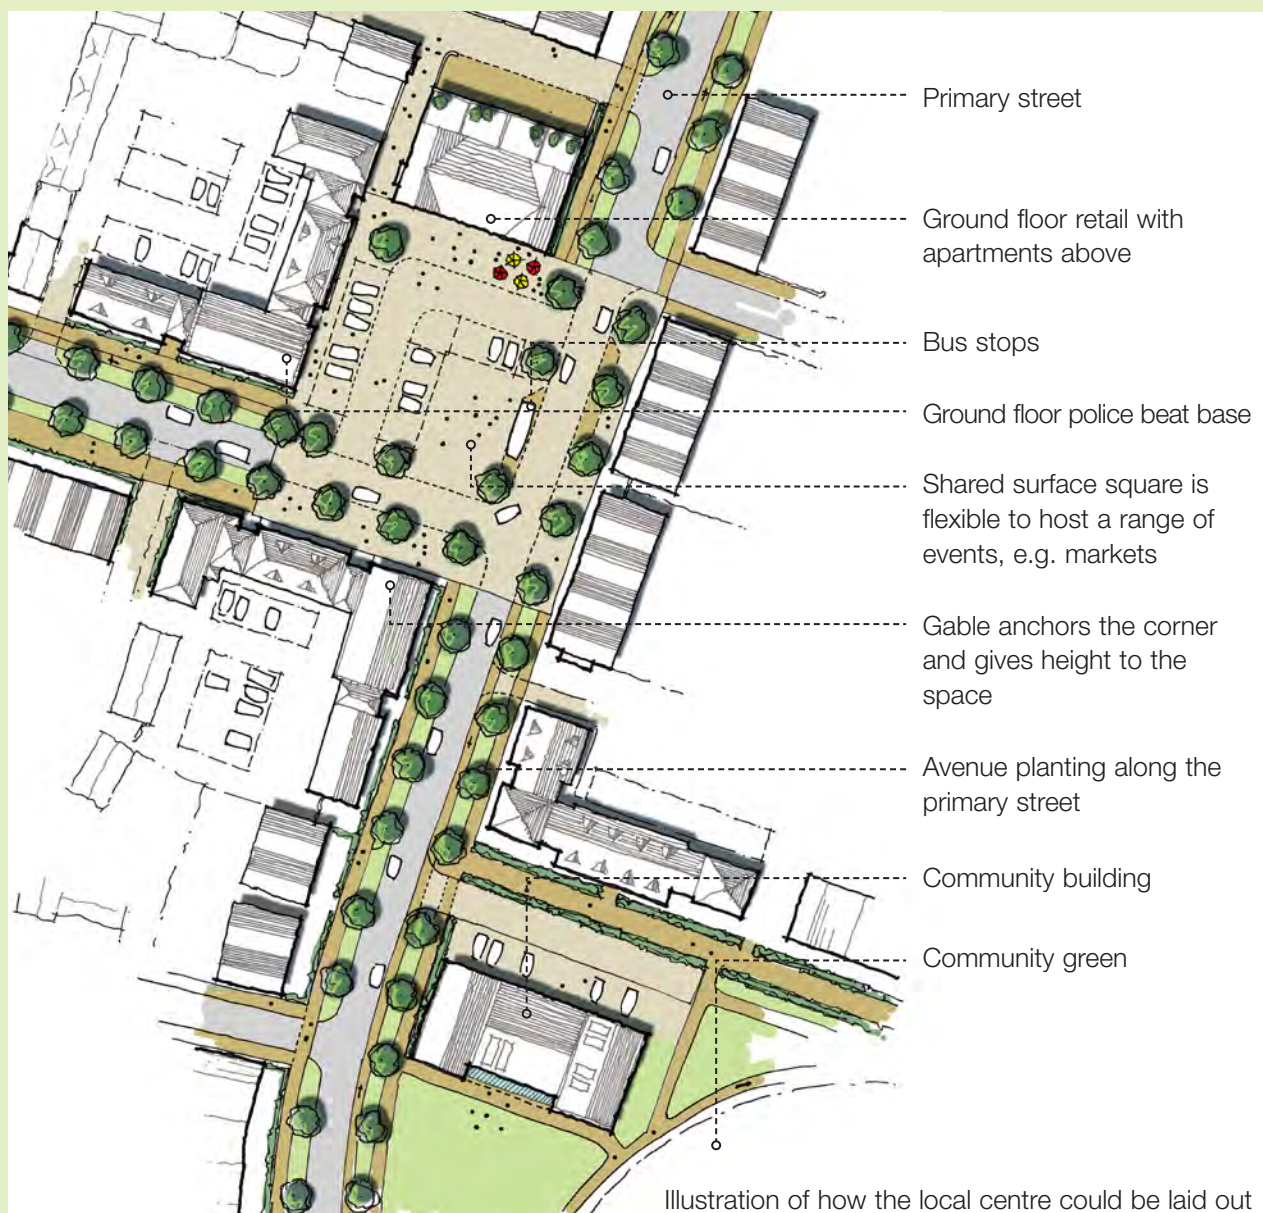 Primary street
Ground floor retail with
apartments above
Bus stops
Ground floor police beat base
Shared surface square is
flexible to host a range of
events, e.g. markets
Gable anchors the corner
and gives height to the
space
Avenue planting along the
primary street
Community building
Community green
Illustration of how the local centre could be laid out